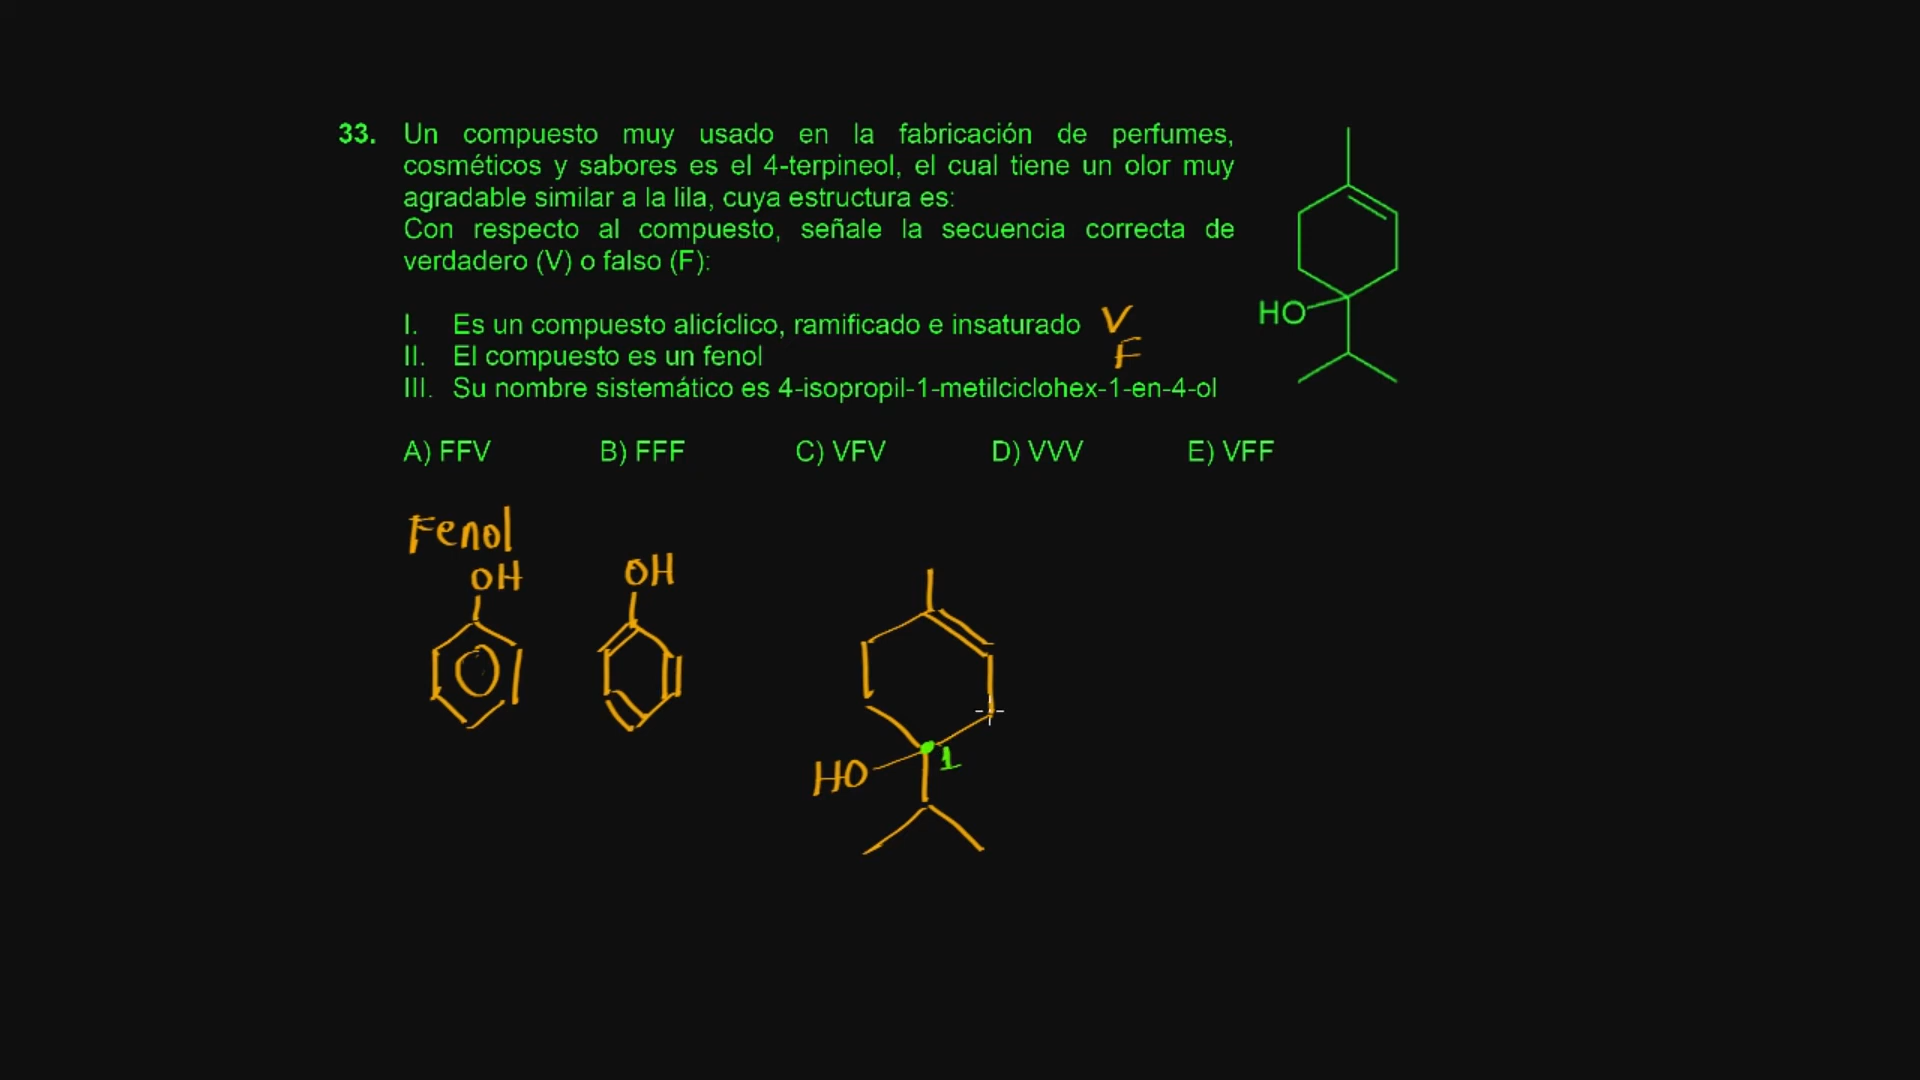 33. Un compuesto muy usado en la fabricación de perfumes,
cosméticos y sabores es el 4-terpineol, el cual tiene un olor muy
agradable similar a la lila, cuya estructura es:
Con respecto al compuesto, señale la secuencia correcta de
verdadero (V) o falso (F):
HO
I. Es un compuesto alicíclico, ramificado e insaturado V
II. El compuesto es un fenol F
III. Su nombre sistemático es 4-isopropil-1-metilciclohex-1-en-4-ol
A) FFV B) FFF C) VFV D) VVV E) VFF
Fenol
OH OH
HO 1